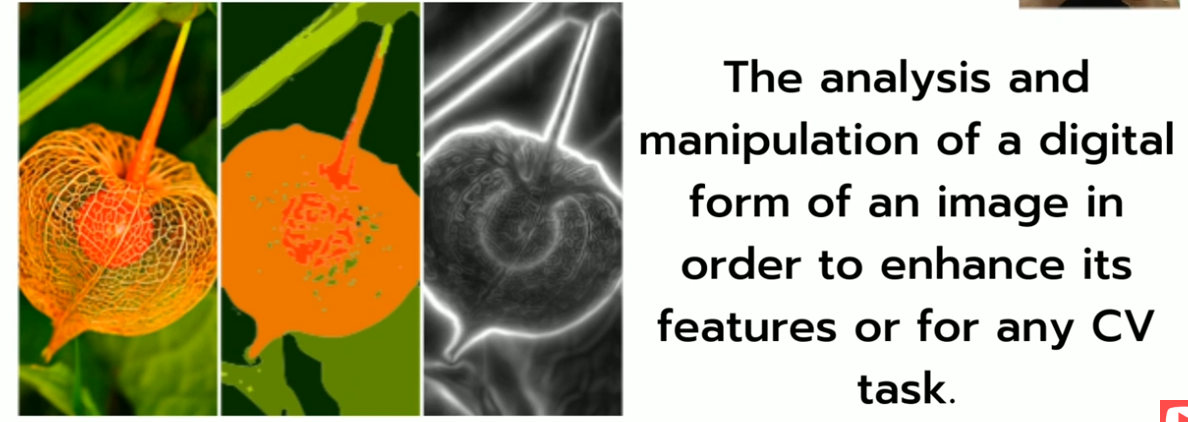 The analysis and
manipulation of a digital
form of an image in
order to enhance its
features or for any CV
task.